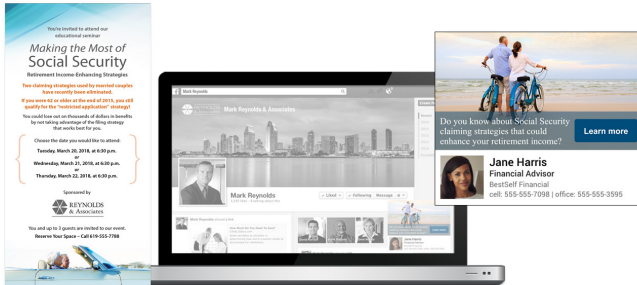 You're invited to attend our
educational seminar
Making the Most of
Social Security
Retirement Income-Enhancing Strategies
Two claiming strategies used by married couples
have recently been eliminated.
If you were 62 or older at the end of 2015, you still
qualify for the "restricted application" strategy!
You could lose out on thousands of dollars in benefits
by not taking advantage of the filing strategy
that works best for you.
Choose the date you would like to attend:
Tuesday, March 20, 2018, at 6:30 p.m.
or
Wednesday, March 21, 2018, at 6:30 p.m.
or
Thursday, March 22, 2018, at 6:30 p.m.
Sponsored by
REYNOLDS
& Associates
You and up to 3 guests are invited to our event.
Reserve Your Space – Call 619-555-7788
Mark Reynolds
Mark Reynolds & Associates
Mark Reynolds
Liked
Following
Message
Do you know about Social Security
claiming strategies that could
enhance your retirement income?
Learn more
Jane Harris
Financial Advisor
BestSelf Financial
cell: 555-555-7098 | office: 555-555-3595